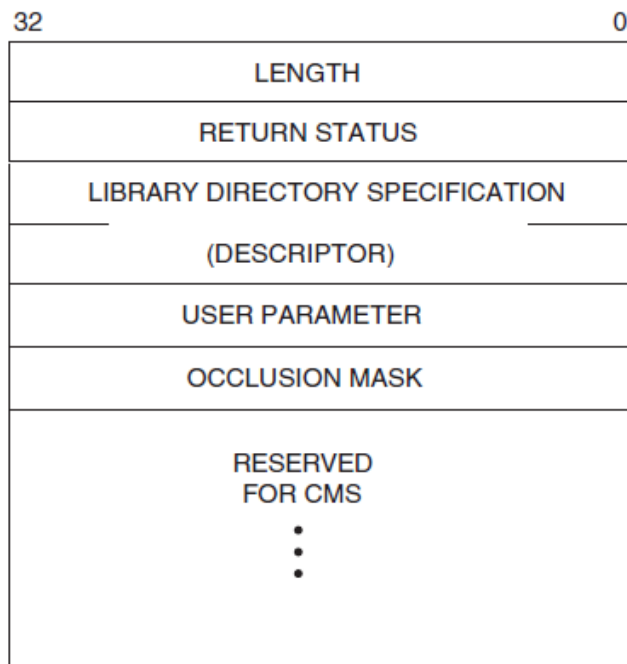 32 0
LENGTH
RETURN STATUS
LIBRARY DIRECTORY SPECIFICATION
(DESCRIPTOR)
USER PARAMETER
OCCLUSION MASK
RESERVED
FOR CMS